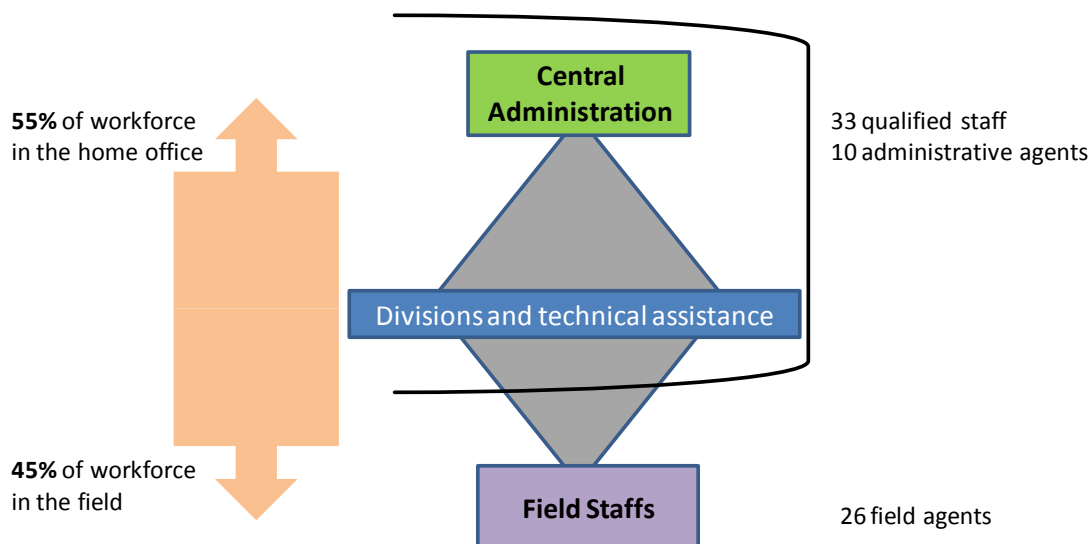 Central
Administration
55% of workforce
in the home office
33 qualified staff
10 administrative agents
Divisions and technical assistance
45% of workforce
in the field
Field Staffs
26 field agents